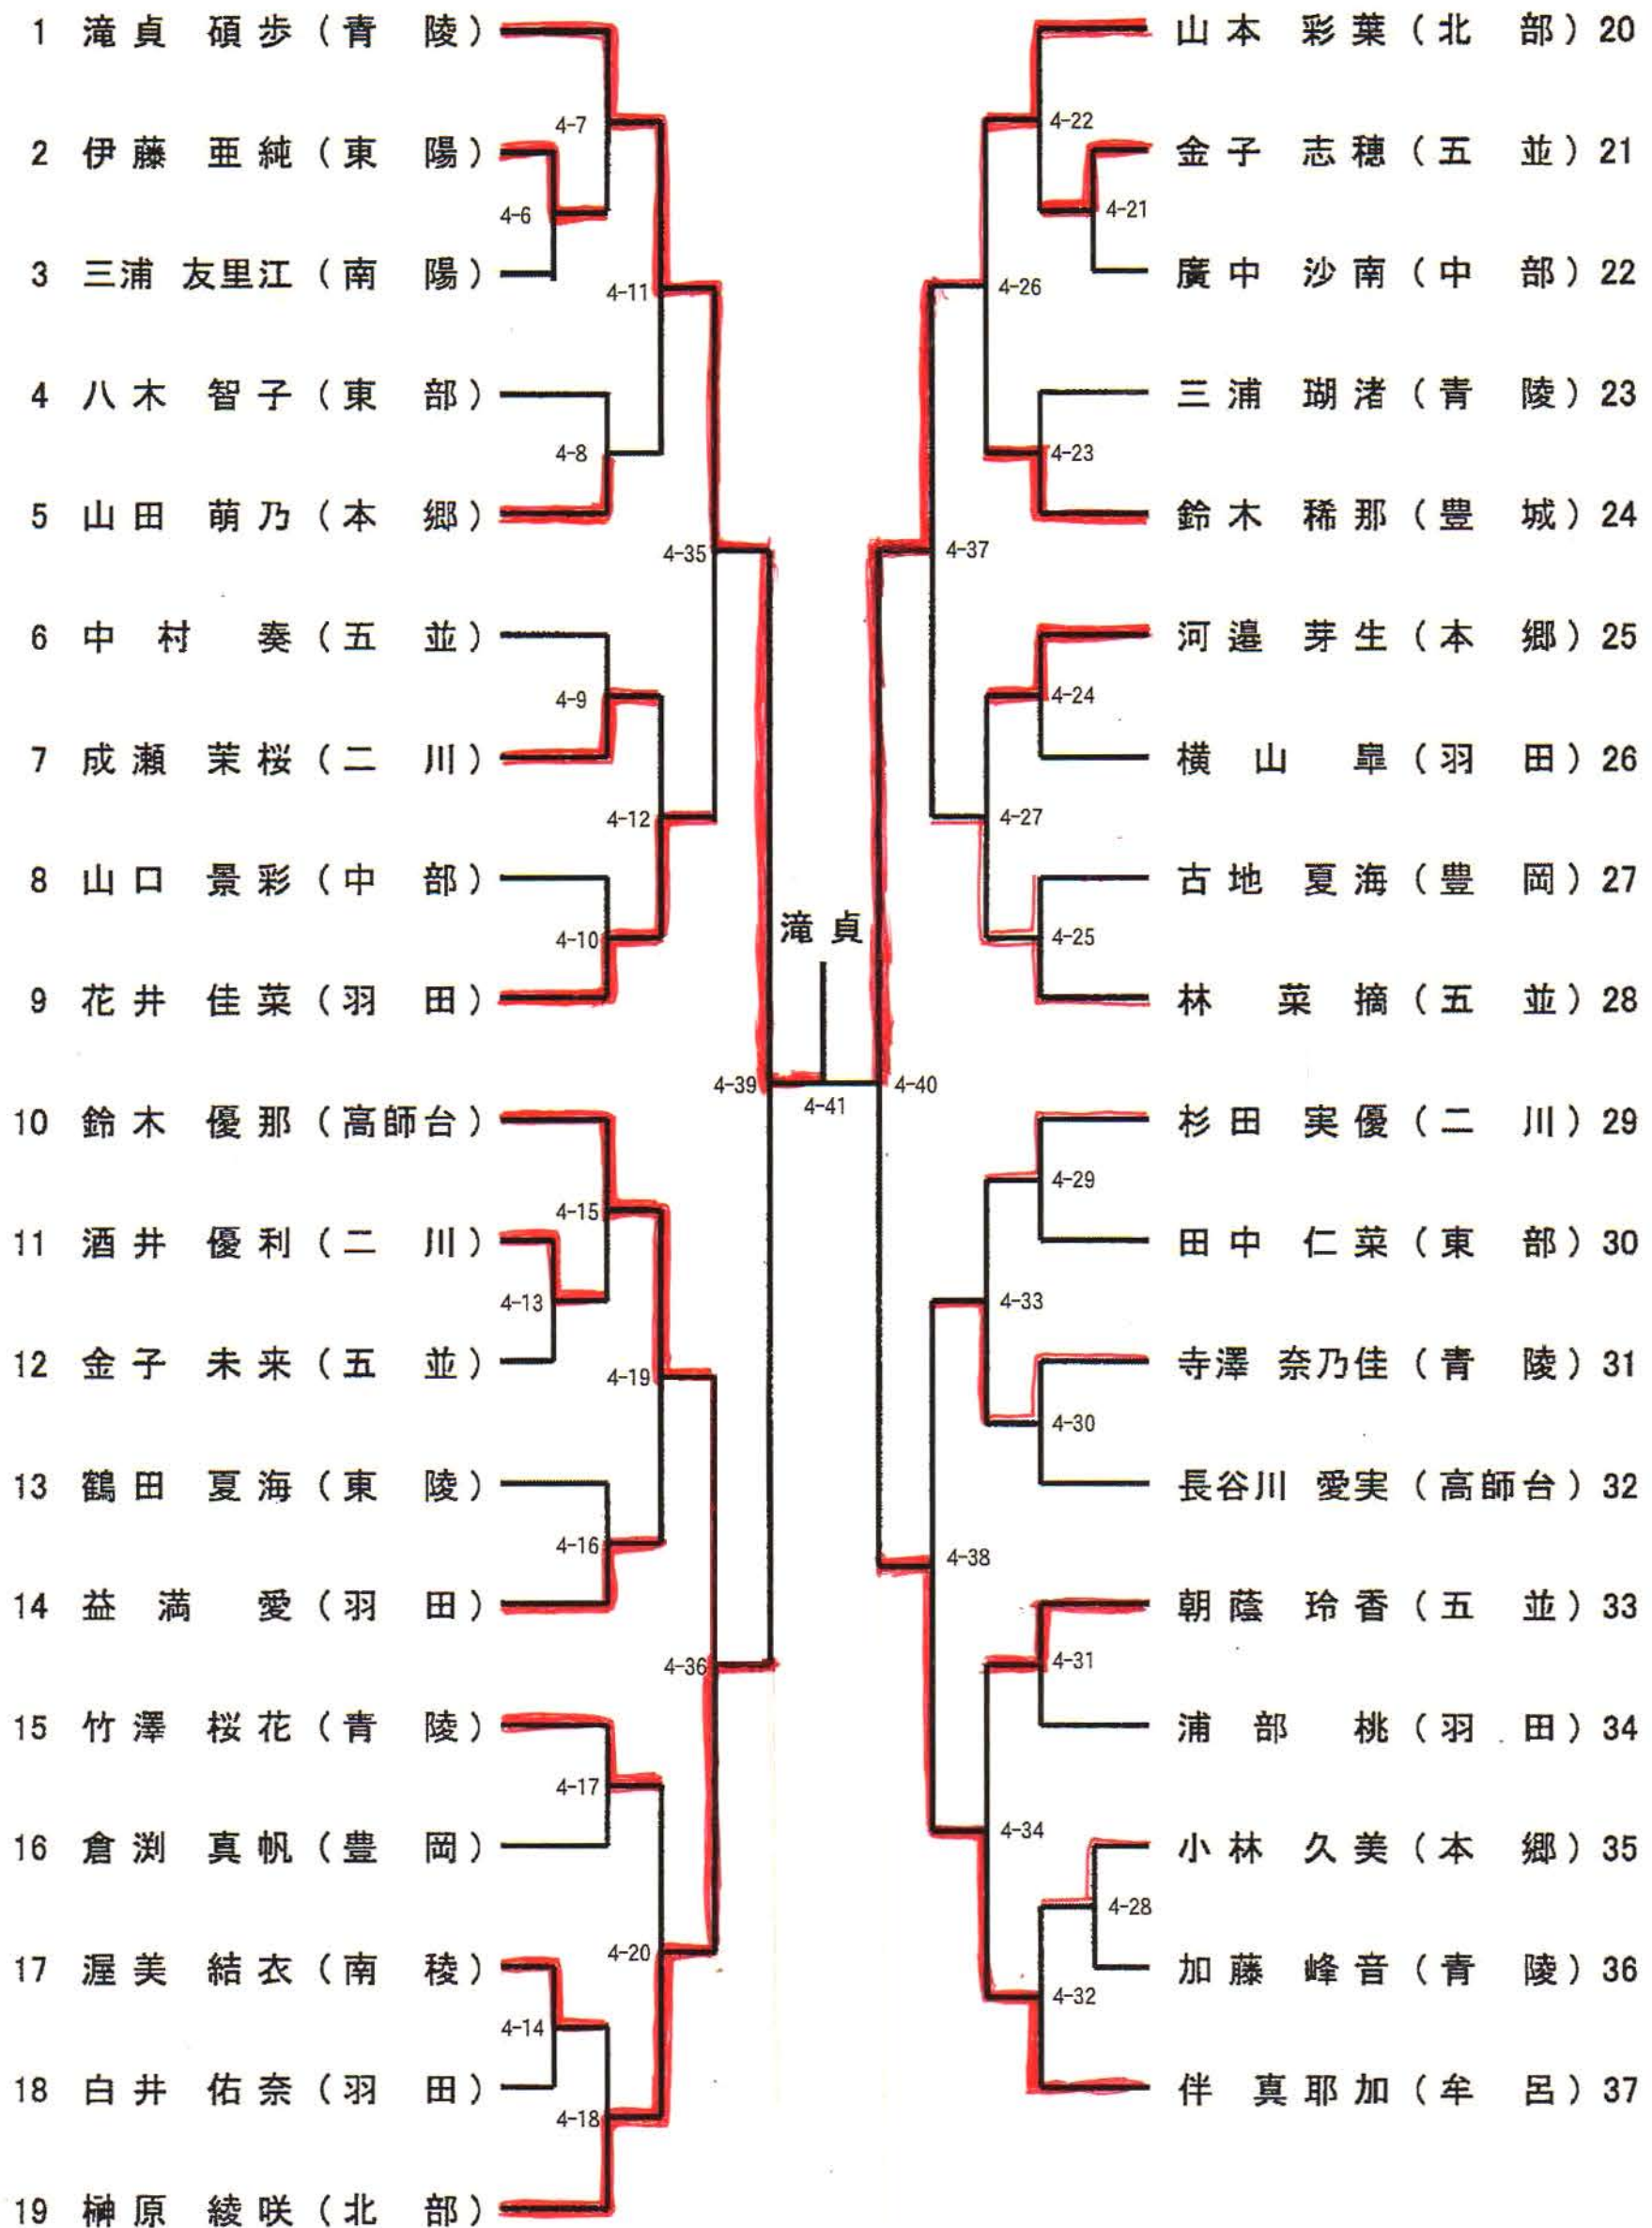 1 滝貞 碩歩（青 陵）
4-7
2 伊藤 亜純（東 陽）
4-6
3 三浦 友里江（南 陽）
4-11
4 八木 智子（東 部）
4-8
5 山田 萌乃（本 郷）
4-35
6 中村 奏（五 並）
4-9
7 成瀬 茉桜（二 川）
4-12
8 山口 景彩（中 部）
4-10
9 花井 佳菜（羽 田）
4-39
10 鈴木 優那（高師台）
4-15
11 酒井 優利（二 川）
4-13
12 金子 未来（五 並）
4-19
13 鶴田 夏海（東 陵）
4-16
14 益満 愛（羽 田）
4-36
15 竹澤 桜花（青 陵）
4-17
16 倉渕 真帆（豊 岡）
4-20
17 渥美 結衣（南 稜）
4-14
18 白井 佑奈（羽 田）
4-18
19 榊原 綾咲（北 部）
滝貞
4-41
山本 彩葉（北 部）20
4-22
金子 志穂（五 並）21
4-21
廣中 沙南（中 部）22
4-26
三浦 瑚渚（青 陵）23
4-23
鈴木 稀那（豊 城）24
4-37
河邉 芽生（本 郷）25
4-24
横山 皐（羽 田）26
4-27
古地 夏海（豊 岡）27
4-25
林 菜摘（五 並）28
4-40
杉田 実優（二 川）29
4-29
田中 仁菜（東 部）30
4-33
寺澤 奈乃佳（青 陵）31
4-30
長谷川 愛実（高師台）32
4-38
朝蔭 玲香（五 並）33
4-31
浦部 桃（羽 田）34
4-34
小林 久美（本 郷）35
4-28
加藤 峰音（青 陵）36
4-32
伴 真耶加（牟 呂）37